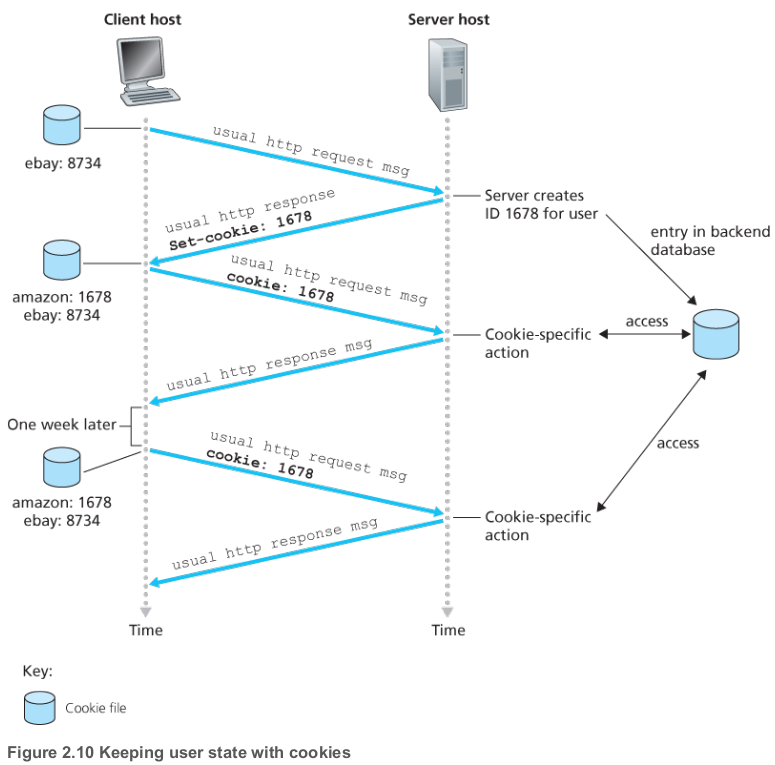 Client host
Server host
usual http request msg
ebay: 8734
usual http response
Set-cookie: 1678
Server creates
ID 1678 for user
entry in backend
database
usual http request msg
cookie: 1678
amazon: 1678
ebay: 8734
access
Cookie-specific
action
usual http response msg
One week later
usual http request msg
cookie: 1678
access
amazon: 1678
ebay: 8734
Cookie-specific
action
usual http response msg
Time
Time
Key:
Cookie file
Figure 2.10 Keeping user state with cookies